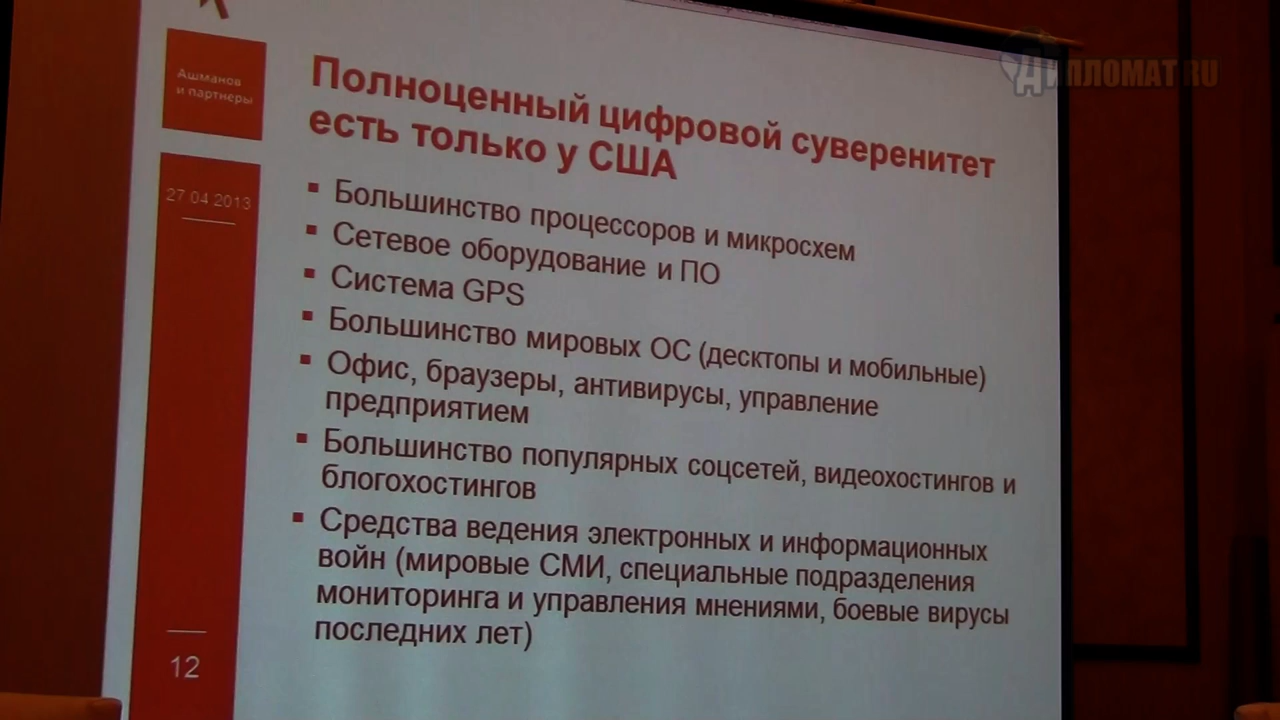 Дипломат.RU
Ашманов
и партнеры
27 04 2013
Полноценный цифровой суверенитет
есть только у США
▪ Большинство процессоров и микросхем
▪ Сетевое оборудование и ПО
▪ Система GPS
▪ Большинство мировых ОС (десктопы и мобильные)
▪ Офис, браузеры, антивирусы, управление
предприятием
▪ Большинство популярных соцсетей, видеохостингов и
блогохостингов
▪ Средства ведения электронных и информационных
войн (мировые СМИ, специальные подразделения
мониторинга и управления мнениями, боевые вирусы
последних лет)
12